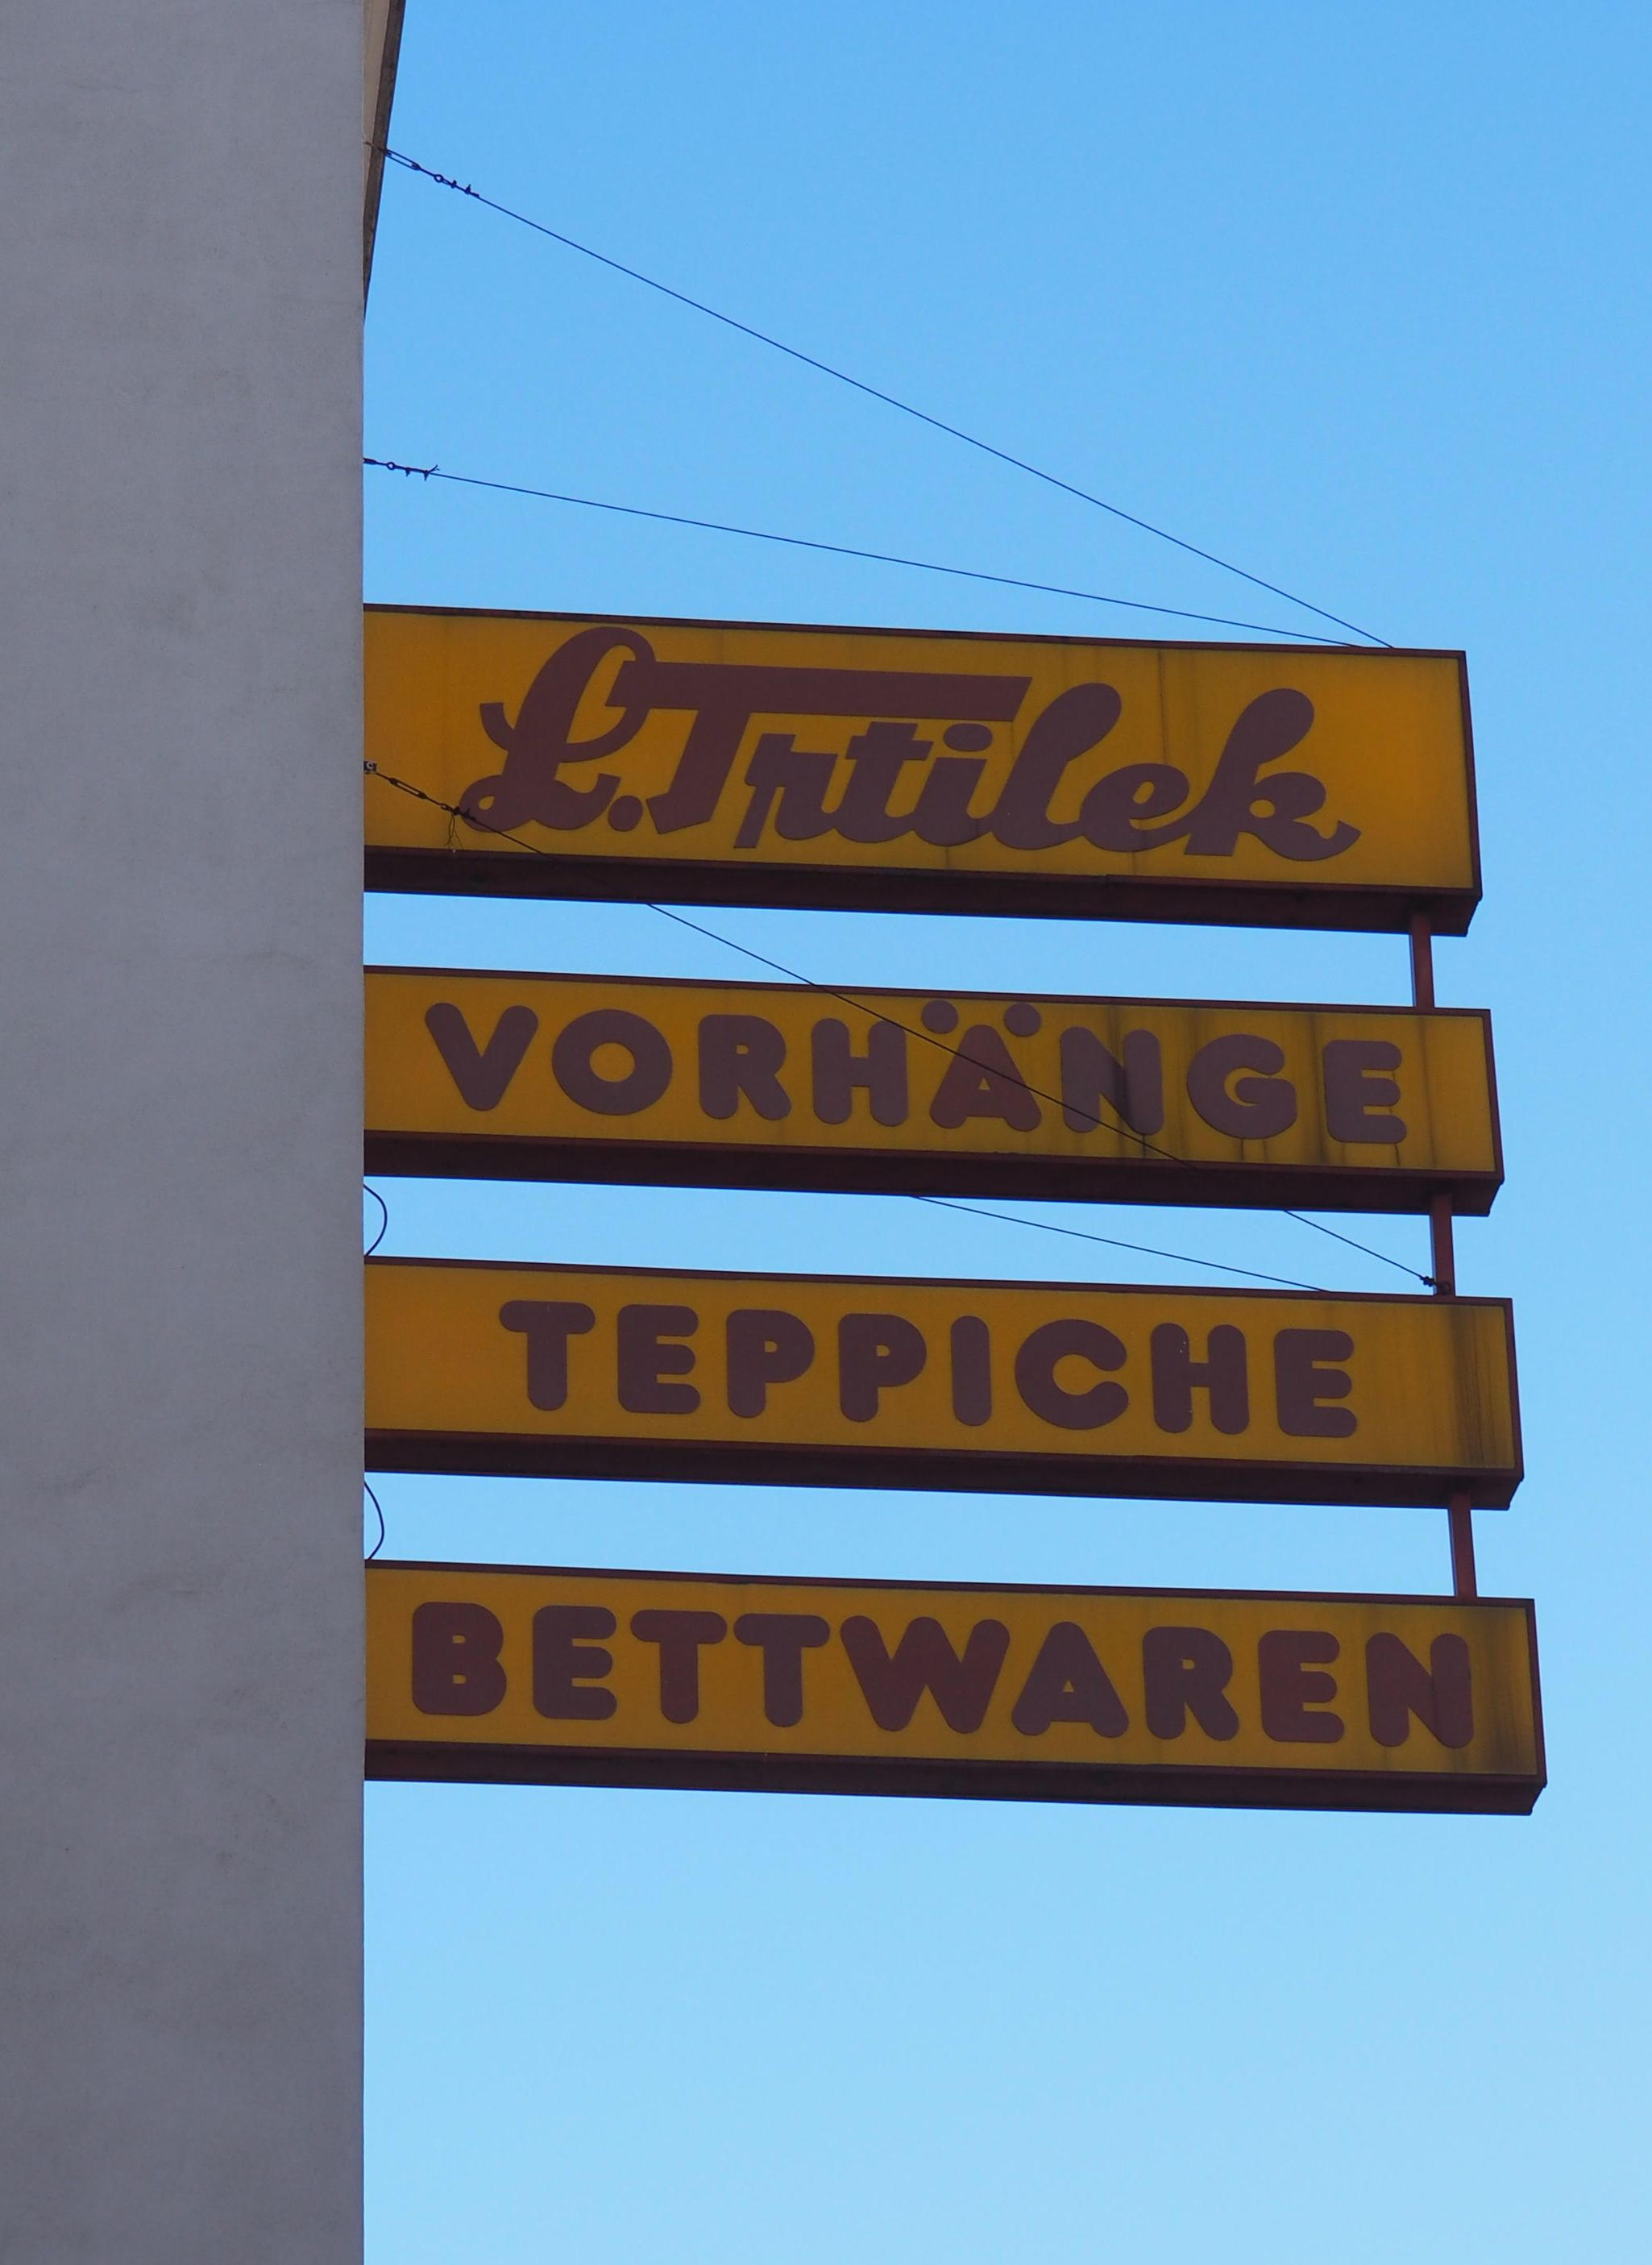 L. Trtilek
VORHÄNGE
TEPPICHE
BETTWAREN